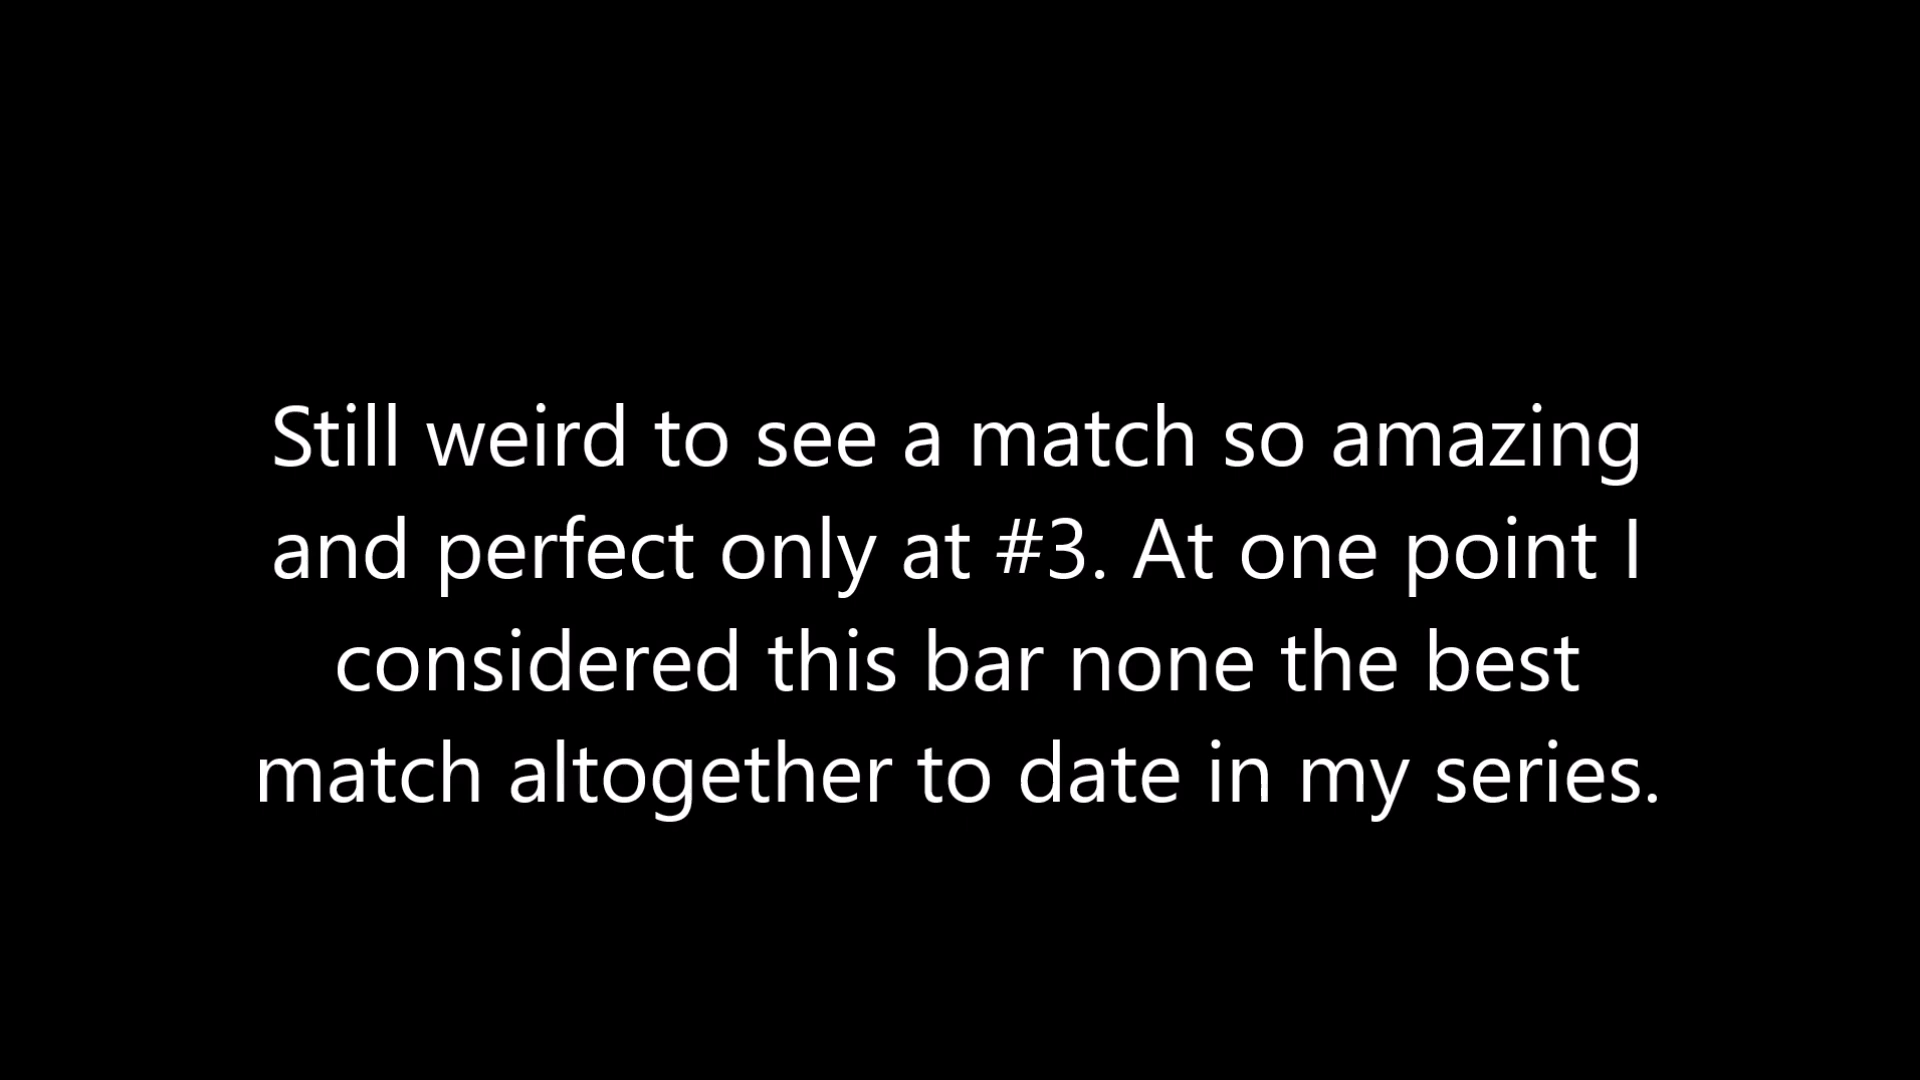 Still weird to see a match so amazing
and perfect only at #3. At one point I
considered this bar none the best
match altogether to date in my series.